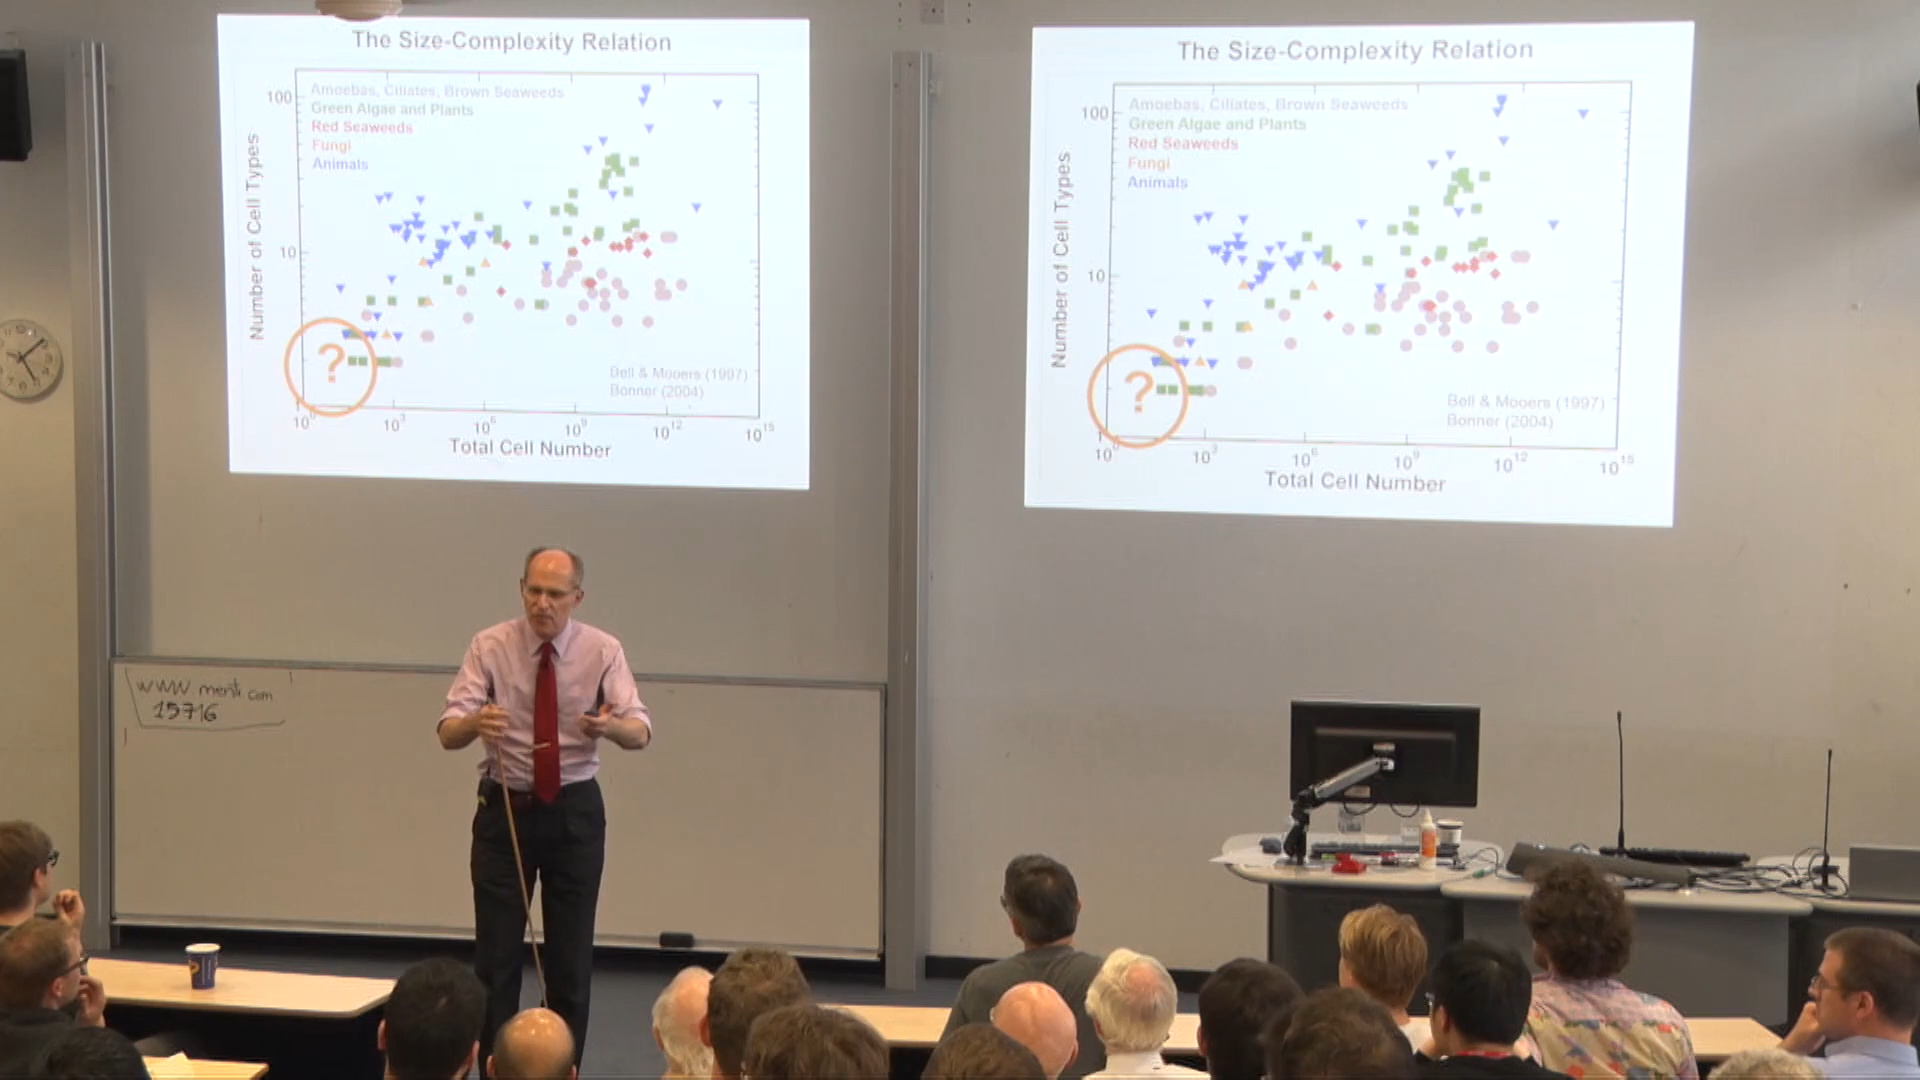 The Size-Complexity Relation
Amoebas, Ciliates, Brown Seaweeds
Green Algae and Plants
Red Seaweeds
Fungi
Animals
100
10
1
Number of Cell Types
?
Bell & Mooers (1997)
Bonner (2004)
10^0 10^3 10^6 10^9 10^12 10^15
Total Cell Number
The Size-Complexity Relation
Amoebas, Ciliates, Brown Seaweeds
Green Algae and Plants
Red Seaweeds
Fungi
Animals
100
10
1
Number of Cell Types
?
Bell & Mooers (1997)
Bonner (2004)
10^0 10^3 10^6 10^9 10^12 10^15
Total Cell Number
www.menti.com
15716